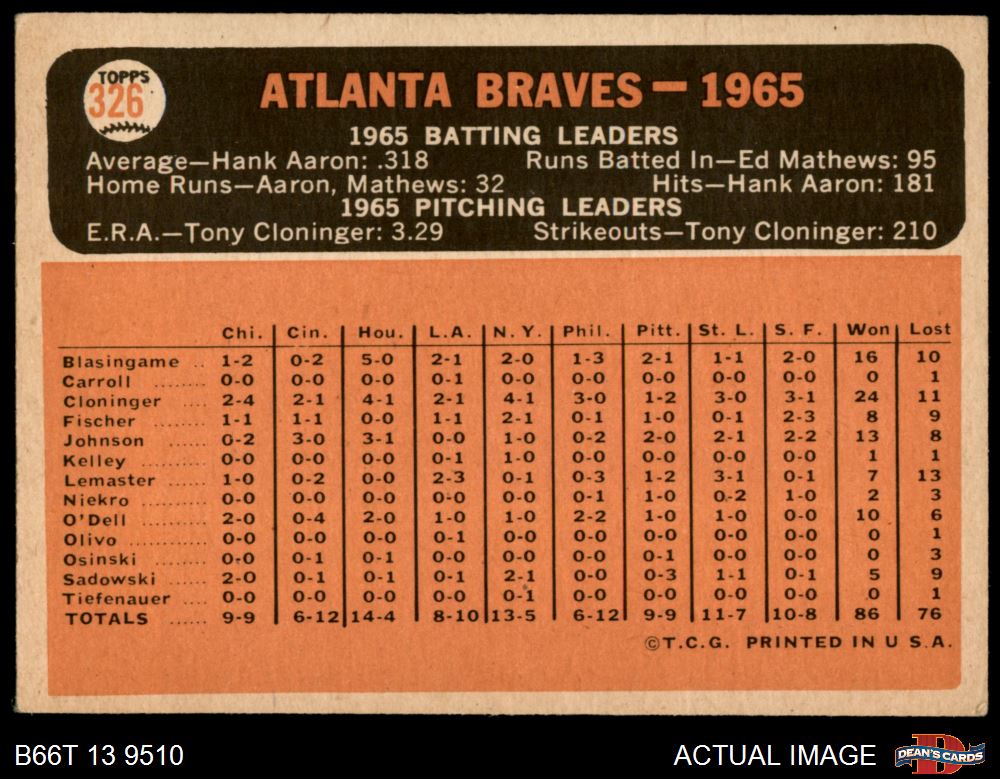 TOPPS
326
ATLANTA BRAVES — 1965
1965 BATTING LEADERS
Average—Hank Aaron: .318 Runs Batted In—Ed Mathews: 95
Home Runs—Aaron, Mathews: 32 Hits—Hank Aaron: 181
1965 PITCHING LEADERS
E.R.A.—Tony Cloninger: 3.29 Strikeouts—Tony Cloninger: 210
Chi. Cin. Hou. L.A. N.Y. Phil. Pitt. St. L. S. F. Won Lost
Blasingame .. 1-2 0-2 5-0 2-1 2-0 1-3 2-1 1-1 2-0 16 10
Carroll ........ 0-0 0-0 0-0 0-1 0-0 0-0 0-0 0-0 0-0 0 1
Cloninger .... 2-4 2-1 4-1 2-1 4-1 3-0 1-2 3-0 3-1 24 11
Fischer ....... 1-1 1-1 0-0 1-1 2-1 0-1 1-0 0-1 2-3 8 9
Johnson ...... 0-2 3-0 3-1 0-0 1-0 0-2 2-0 2-1 2-2 13 8
Kelley ......... 0-0 0-0 0-0 0-1 1-0 0-0 0-0 0-0 0-0 1 1
Lemaster ..... 1-0 0-2 0-0 2-3 0-1 0-3 1-2 3-1 0-1 7 13
Niekro ......... 0-0 0-0 0-0 0-0 0-0 0-1 1-0 0-2 1-0 2 3
O'Dell ......... 2-0 0-4 2-0 1-0 1-0 2-2 1-0 1-0 0-0 10 6
Olivo .......... 0-0 0-0 0-0 0-1 0-0 0-0 0-0 0-0 0-0 0 1
Osinski ....... 0-0 0-1 0-1 0-0 0-0 0-0 0-1 0-0 0-0 0 3
Sadowski ..... 2-0 0-1 0-1 0-1 2-1 0-0 0-3 1-1 0-1 5 9
Tiefenauer .... 0-0 0-0 0-0 0-0 0-1 0-0 0-0 0-0 0-0 0 1
TOTALS ...... 9-9 6-12 14-4 8-10 13-5 6-12 9-9 11-7 10-8 86 76
©T.C.G. PRINTED IN U S.A.
B66T 13 9510 ACTUAL IMAGE DEAN'S CARDS